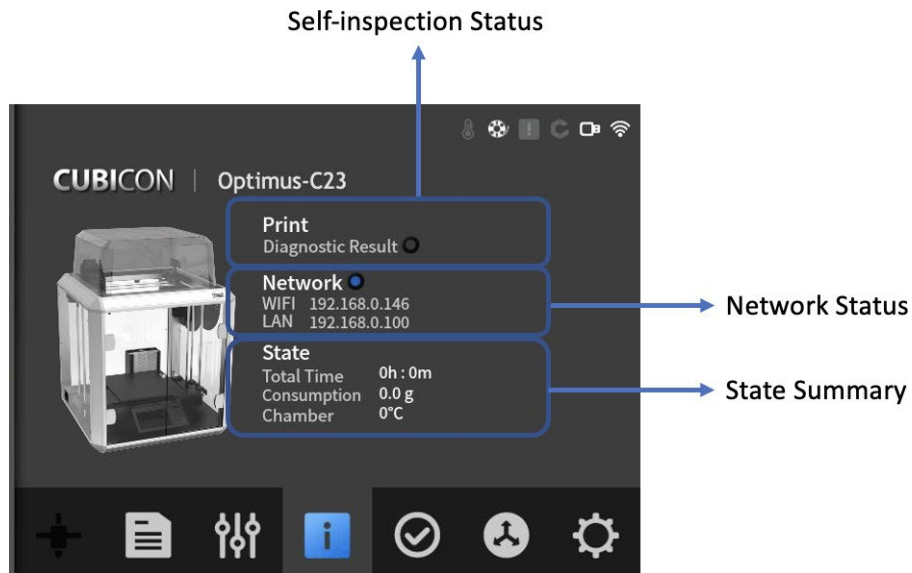 Self-inspection Status
CUBICON | Optimus-C23
Print
Diagnostic Result
Network
WIFI 192.168.0.146
LAN 192.168.0.100
Network Status
State
Total Time 0h : 0m
Consumption 0.0 g
Chamber 0°C
State Summary